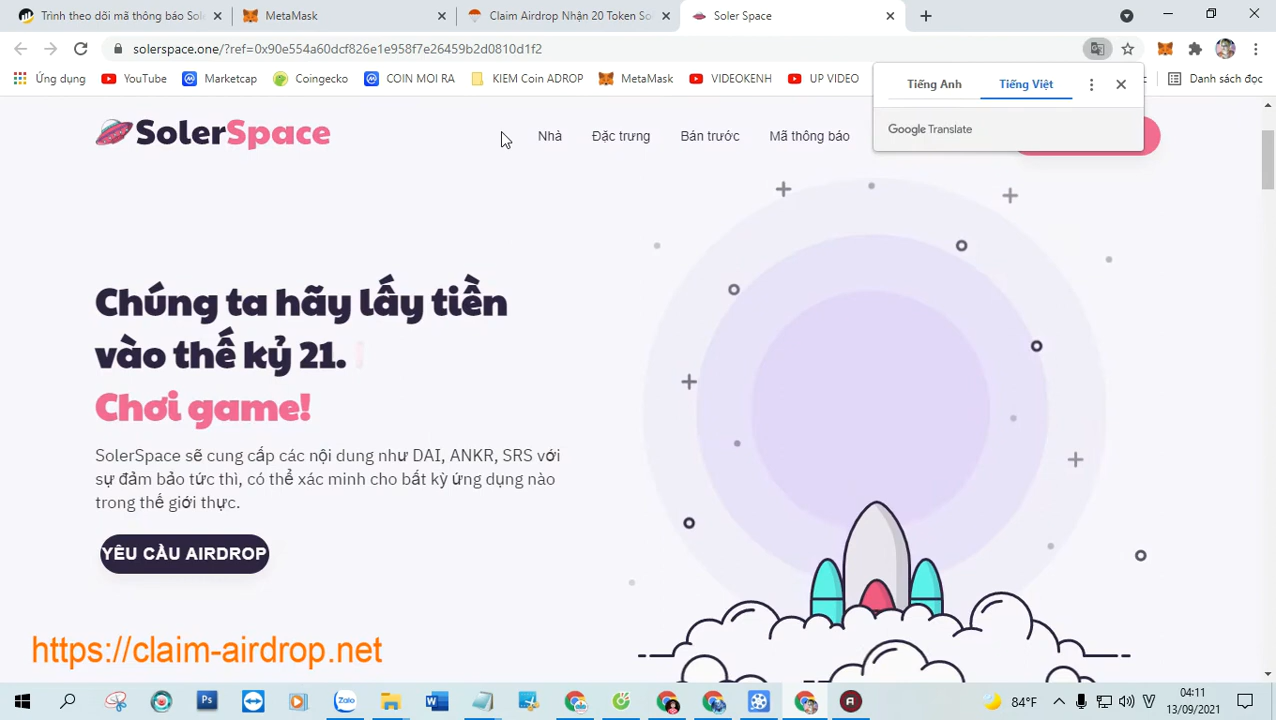 Trình theo dõi mã thông báo Sol
MetaMask
Claim Airdrop Nhận 20 Token So
Soler Space
solerspace.one/?ref=0x90e554a60dcf826e1e958f7e26459b2d0810d1f2
Ứng dụng
YouTube
Marketcap
Coingecko
COIN MOI RA
KIEM Coin ADROP
MetaMask
VIDEOKENH
UP VIDEO
Danh sách đọc
Tiếng Anh
Tiếng Việt
Google Translate
SolerSpace
Nhà
Đặc trưng
Bán trước
Mã thông báo
Chúng ta hãy lấy tiền
vào thế kỷ 21.
Chơi game!
SolerSpace sẽ cung cấp các nội dung như DAI, ANKR, SRS với
sự đảm bảo tức thì, có thể xác minh cho bất kỳ ứng dụng nào
trong thế giới thực.
YÊU CẦU AIRDROP
https://claim-airdrop.net
Ps
Zalo
84°F
V
04:11
13/09/2021